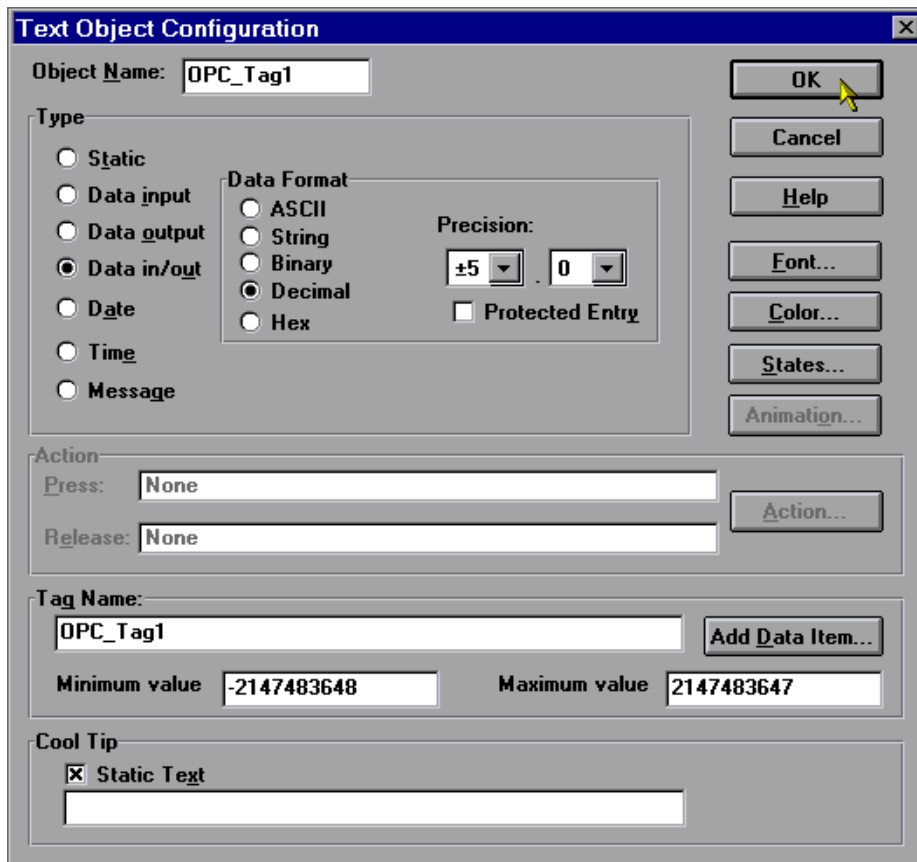 Text Object Configuration
Object Name: OPC_Tag1
OK
Type
Cancel
Static
Data input
Data Format
ASCII
Help
Data output
String
Precision:
Data in/out
Binary
±5 . 0
Font...
Decimal
Date
Protected Entry
Color...
Hex
Time
States...
Message
Animation...
Action
Press: None
Action...
Release: None
Tag Name:
OPC_Tag1
Add Data Item...
Minimum value -2147483648 Maximum value 2147483647
Cool Tip
Static Text